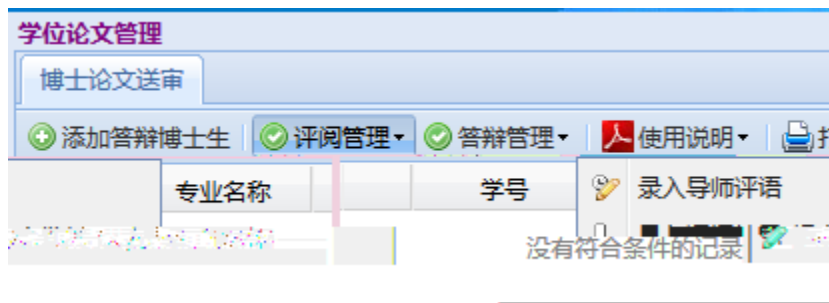 学位论文管理
博士论文送审
添加答辩博士生 评阅管理 答辩管理 使用说明
专业名称 学号 录入导师评语
没有符合条件的记录